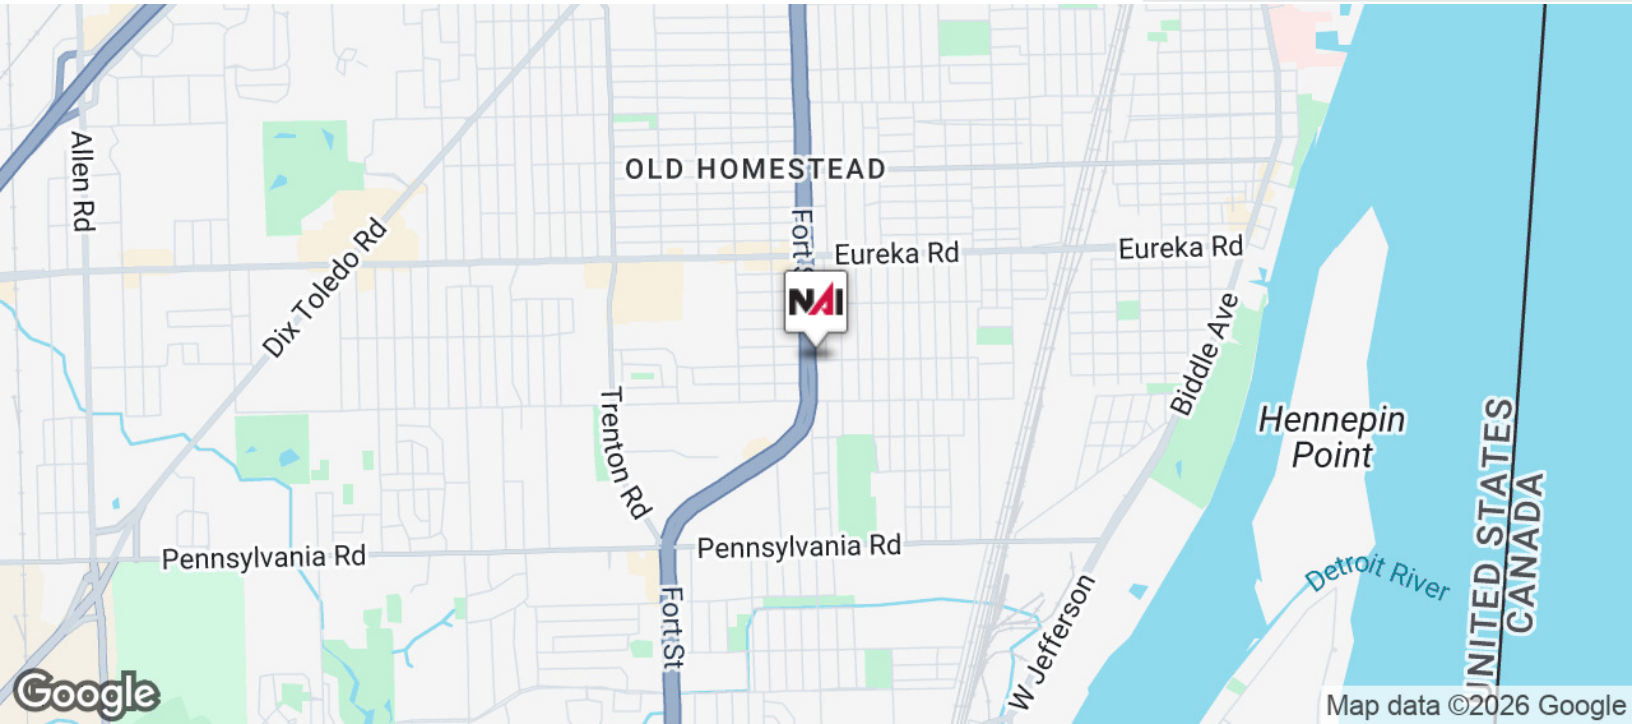 Allen Rd
OLD HOMESTEAD
Fort S
Eureka Rd
Eureka Rd
Dix Toledo Rd
NAI
Biddle Ave
Trenton Rd
Hennepin
Point
UNITED STATES
CANADA
Pennsylvania Rd
Pennsylvania Rd
Detroit River
Fort St
W Jefferson
Google
Map data ©2026 Google